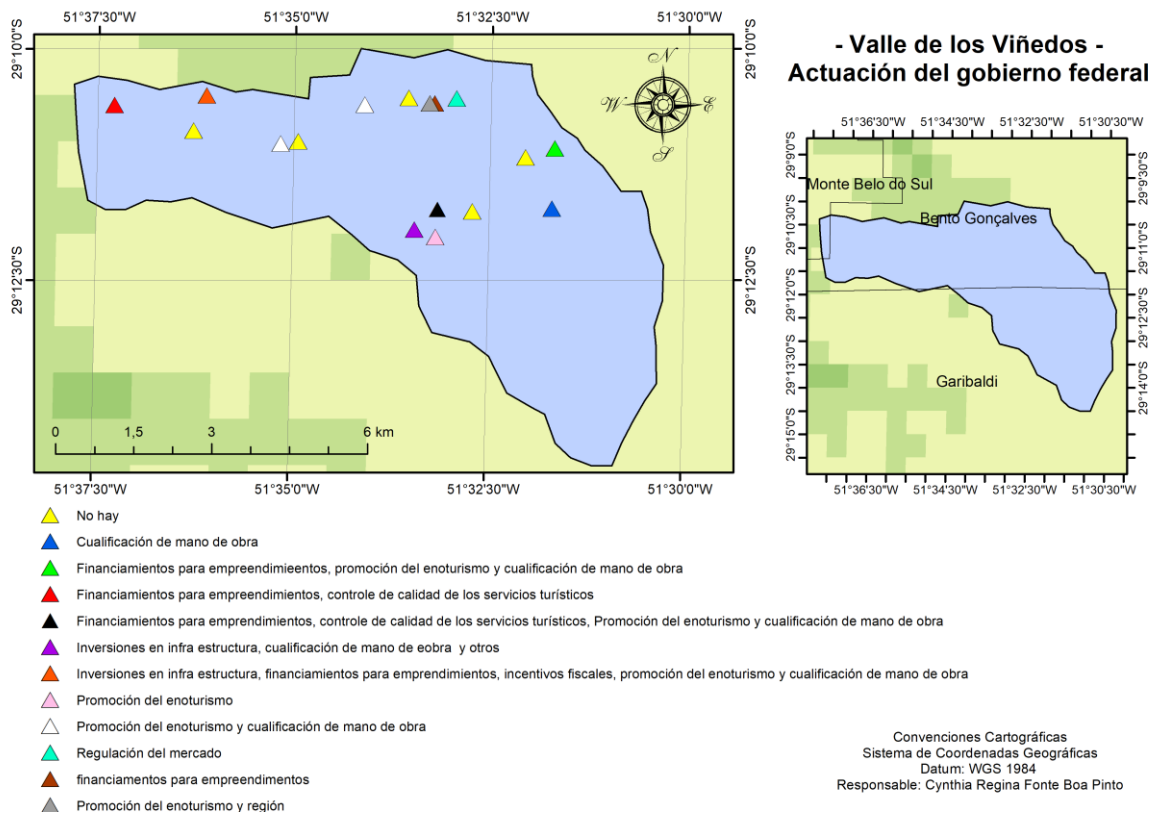 51°37'30"W
51°35'0"W
51°32'30"W
51°30'0"W
29°10'0"S
29°10'0"S
N
W
E
S
29°12'30"S
29°12'30"S
0
1,5
3
6 km
51°37'30"W
51°35'0"W
51°32'30"W
51°30'0"W
- Valle de los Viñedos -
Actuación del gobierno federal
51°36'30"W
51°34'30"W
51°32'30"W
51°30'30"W
29°9'0"S
29°10'30"S
29°12'0"S
29°13'30"S
29°15'0"S
29°9'30"S
29°11'0"S
29°12'30"S
29°14'0"S
Monte Belo do Sul
Bento Gonçalves
Garibaldi
51°36'30"W
51°34'30"W
51°32'30"W
51°30'30"W
No hay
Cualificación de mano de obra
Financiamientos para empreendimieentos, promoción del enoturismo y cualificación de mano de obra
Financiamientos para empreendimientos, controle de calidad de los servicios turísticos
Financiamientos para emprendimientos, controle de calidad de los servicios turísticos, Promoción del enoturismo y cualificación de mano de obra
Inversiones en infra estructura, cualificación de mano de eobra y otros
Inversiones en infra estructura, financiamientos para emprendimientos, incentivos fiscales, promoción del enoturismo y cualificación de mano de obra
Promoción del enoturismo
Promoción del enoturismo y cualificación de mano de obra
Regulación del mercado
financiamentos para empreendimentos
Promoción del enoturismo y región
Convenciones Cartográficas
Sistema de Coordenadas Geográficas
Datum: WGS 1984
Responsable: Cynthia Regina Fonte Boa Pinto